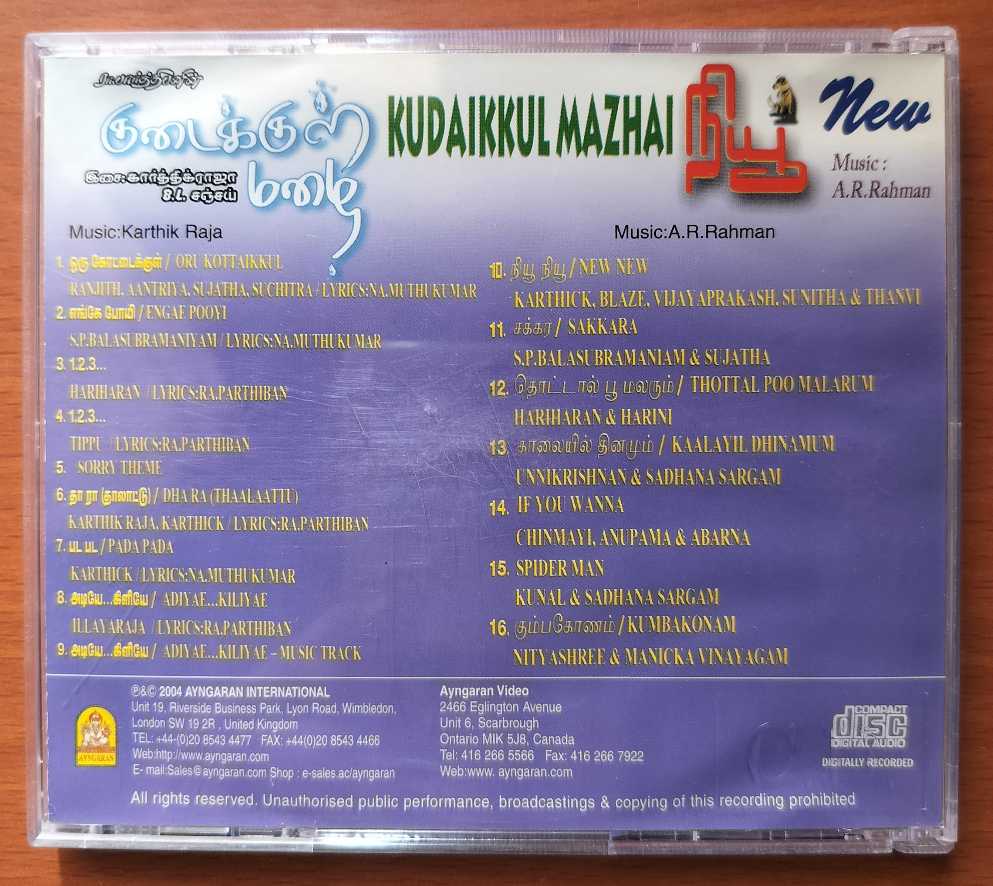 பார்த்திபனின்
குடைக்குள்
மழை
இசை:கார்த்திக்ராஜா
S.L. சஞ்சய்
KUDAIKKUL MAZHAI
நியூ
New
Music :
A.R.Rahman
Music:Karthik Raja
1. ஒரு கோட்டைக்குள் / ORU KOTTAIKKUL
RANJITH, AANTRIYA, SUJATHA, SUCHITRA / LYRICS:NA.MUTHUKUMAR
2. எங்கே போயி / ENGAE POOYI
S.P.BALASUBRAMANIYAM / LYRICS:NA.MUTHUKUMAR
3. 1.2.3...
HARIHARAN / LYRICS:RA.PARTHIBAN
4. 1.2.3...
TIPPU / LYRICS:RA.PARTHIBAN
5. SORRY THEME
6. தா ரா (தாலாட்டு) / DHA RA (THAALAATTU)
KARTHIK RAJA, KARTHICK / LYRICS:RA.PARTHIBAN
7. பட பட / PADA PADA
KARTHICK / LYRICS:NA.MUTHUKUMAR
8. அடியே...கிளியே / ADIYAE...KILIYAE
ILLAYARAJA / LYRICS:RA,PARTHIBAN
9. அடியே...கிளியே / ADIYAE...KILIYAE – MUSIC TRACK
Music:A.R.Rahman
10. நியூ நியூ / NEW NEW
KARTHICK, BLAZE, VIJAYAPRAKASH, SUNITHA & THANVI
11. சக்கர / SAKKARA
S.P.BALASUBRAMANIAM & SUJATHA
12. தொட்டால் பூ மலரும் / THOTTAL POO MALARUM
HARIHARAN & HARINI
13. காலையில் தினமும் / KAALAYIL DHINAMUM
UNNIKRISHNAN & SADHANA SARGAM
14. IF YOU WANNA
CHINMAYI, ANUPAMA & ABARNA
15. SPIDER MAN
KUNAL & SADHANA SARGAM
16. கும்பகோணம் / KUMBAKONAM
NITYASHREE & MANICKA VINAYAGAM
AYNGARAN
℗&© 2004 AYNGARAN INTERNATIONAL
Unit 19, Riverside Business Park, Lyon Road, Wimbledon,
London SW 19 2R , United Kingdom
TEL: +44-(0)20 8543 4477 FAX: +44(0)20 8543 4466
Web:http://www.ayngaran.com
E- mail:Sales@ayngaran.com Shop : e-sales.ac/ayngaran
Ayngaran Video
2466 Eglington Avenue
Unit 6, Scarbrough
Ontario MIK 5J8, Canada
Tel: 416 266 5566 Fax: 416 266 7922
Web:www. ayngaran.com
COMPACT
disc
DIGITAL AUDIO
DIGITALLY RECORDED
All rights reserved. Unauthorised public performance, broadcastings & copying of this recording prohibited